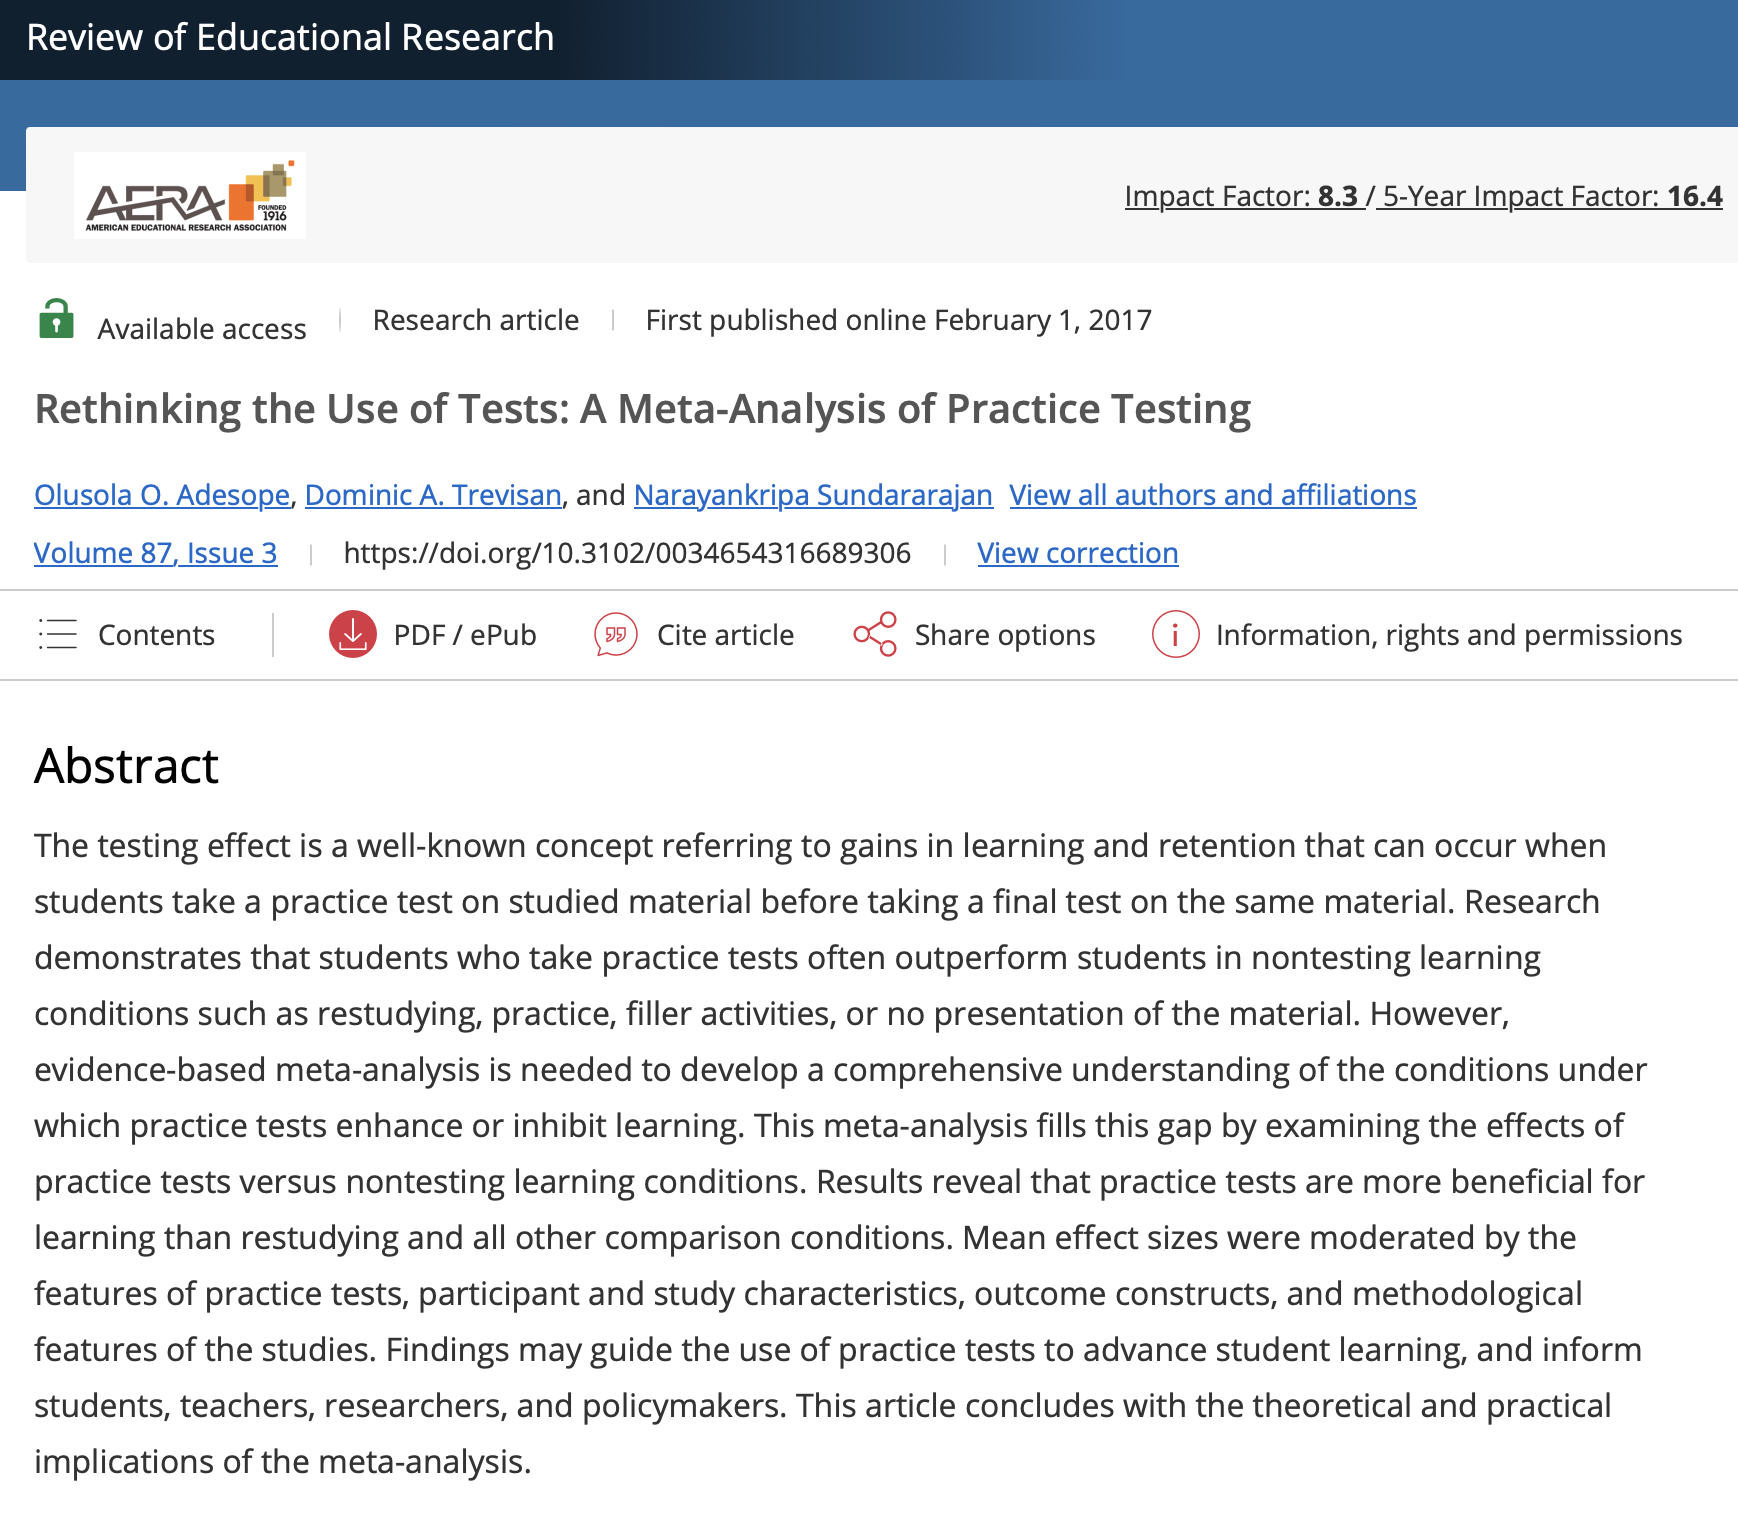 Review of Educational Research
AERA
FOUNDED
1916
AMERICAN EDUCATIONAL RESEARCH ASSOCIATION
Impact Factor: 8.3 / 5-Year Impact Factor: 16.4
Available access
Research article
First published online February 1, 2017
Rethinking the Use of Tests: A Meta-Analysis of Practice Testing
Olusola O. Adesope, Dominic A. Trevisan, and Narayankripa Sundararajan View all authors and affiliations
Volume 87, Issue 3
https://doi.org/10.3102/0034654316689306
View correction
Contents
PDF / ePub
Cite article
Share options
Information, rights and permissions
Abstract
The testing effect is a well-known concept referring to gains in learning and retention that can occur when
students take a practice test on studied material before taking a final test on the same material. Research
demonstrates that students who take practice tests often outperform students in nontesting learning
conditions such as restudying, practice, filler activities, or no presentation of the material. However,
evidence-based meta-analysis is needed to develop a comprehensive understanding of the conditions under
which practice tests enhance or inhibit learning. This meta-analysis fills this gap by examining the effects of
practice tests versus nontesting learning conditions. Results reveal that practice tests are more beneficial for
learning than restudying and all other comparison conditions. Mean effect sizes were moderated by the
features of practice tests, participant and study characteristics, outcome constructs, and methodological
features of the studies. Findings may guide the use of practice tests to advance student learning, and inform
students, teachers, researchers, and policymakers. This article concludes with the theoretical and practical
implications of the meta-analysis.